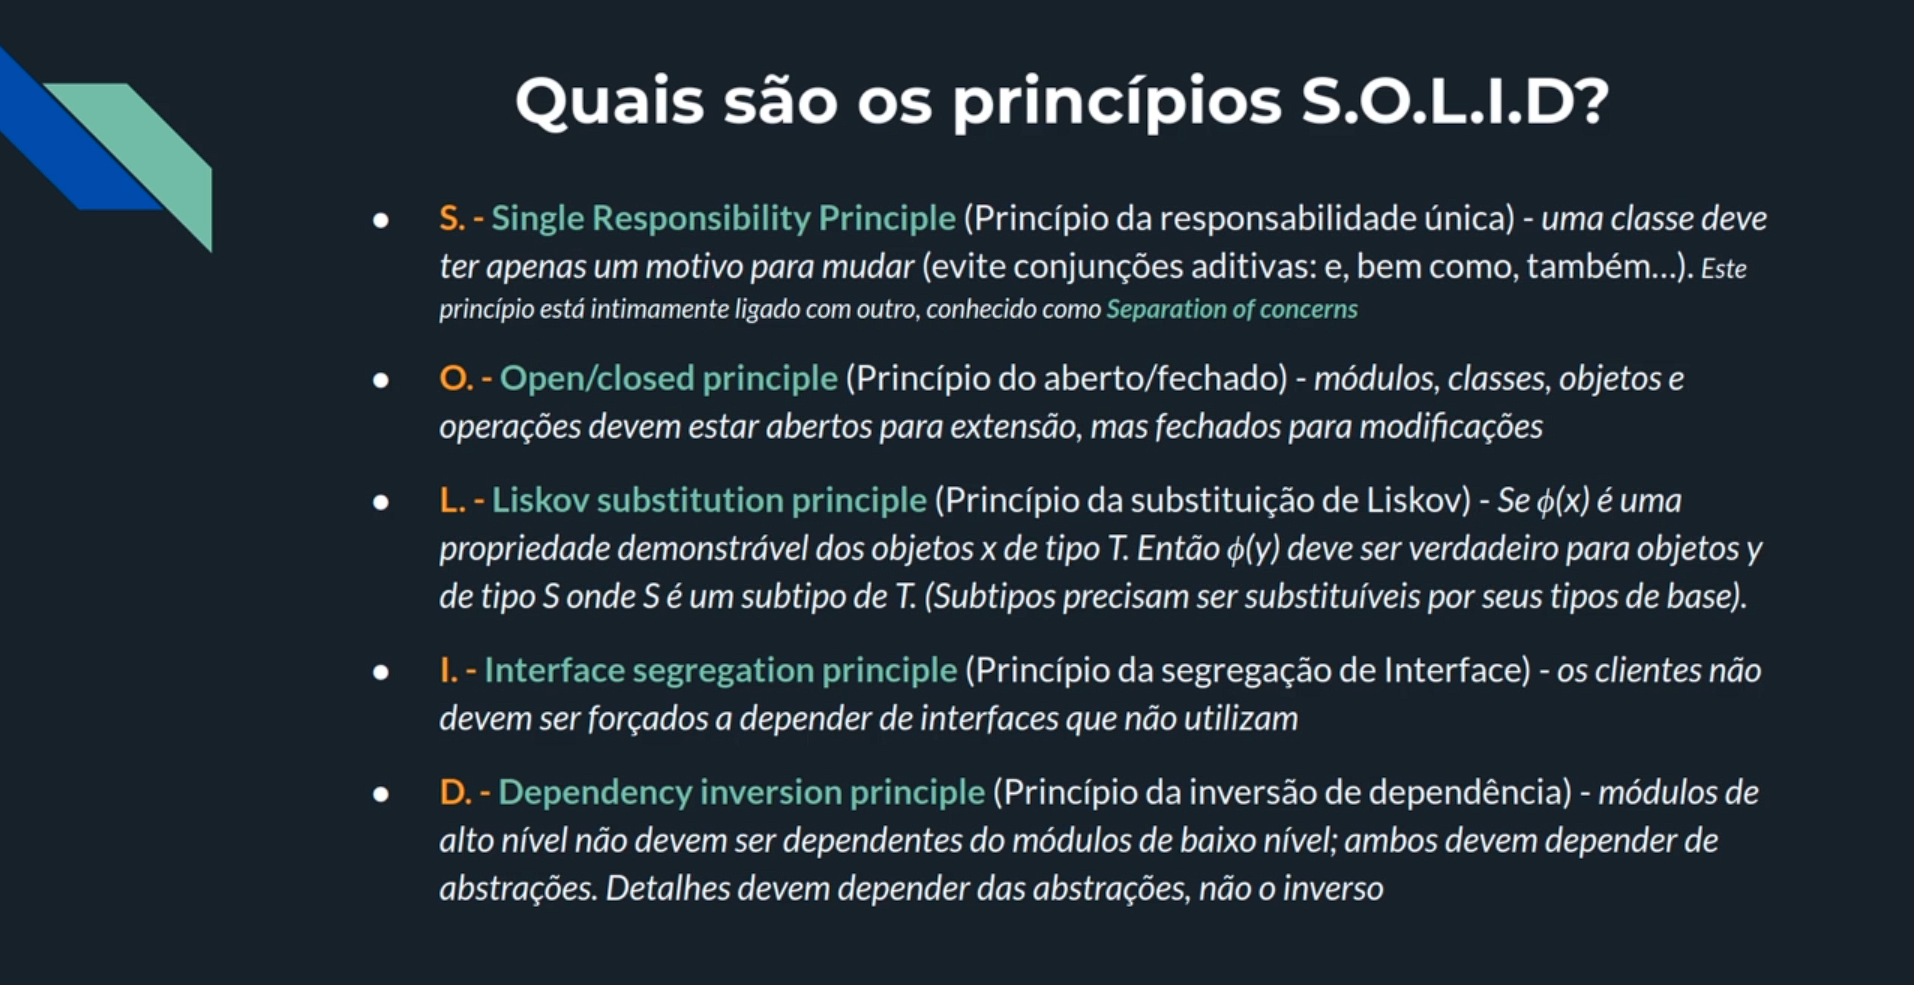 Quais são os princípios S.O.L.I.D?
● S. - Single Responsibility Principle (Princípio da responsabilidade única) - uma classe deve
ter apenas um motivo para mudar (evite conjunções aditivas: e, bem como, também...). Este
princípio está intimamente ligado com outro, conhecido como Separation of concerns
● O. - Open/closed principle (Princípio do aberto/fechado) - módulos, classes, objetos e
operações devem estar abertos para extensão, mas fechados para modificações
● L. - Liskov substitution principle (Princípio da substituição de Liskov) - Se ϕ(x) é uma
propriedade demonstrável dos objetos x de tipo T. Então ϕ(y) deve ser verdadeiro para objetos y
de tipo S onde S é um subtipo de T. (Subtipos precisam ser substituíveis por seus tipos de base).
● I. - Interface segregation principle (Princípio da segregação de Interface) - os clientes não
devem ser forçados a depender de interfaces que não utilizam
● D. - Dependency inversion principle (Princípio da inversão de dependência) - módulos de
alto nível não devem ser dependentes do módulos de baixo nível; ambos devem depender de
abstrações. Detalhes devem depender das abstrações, não o inverso